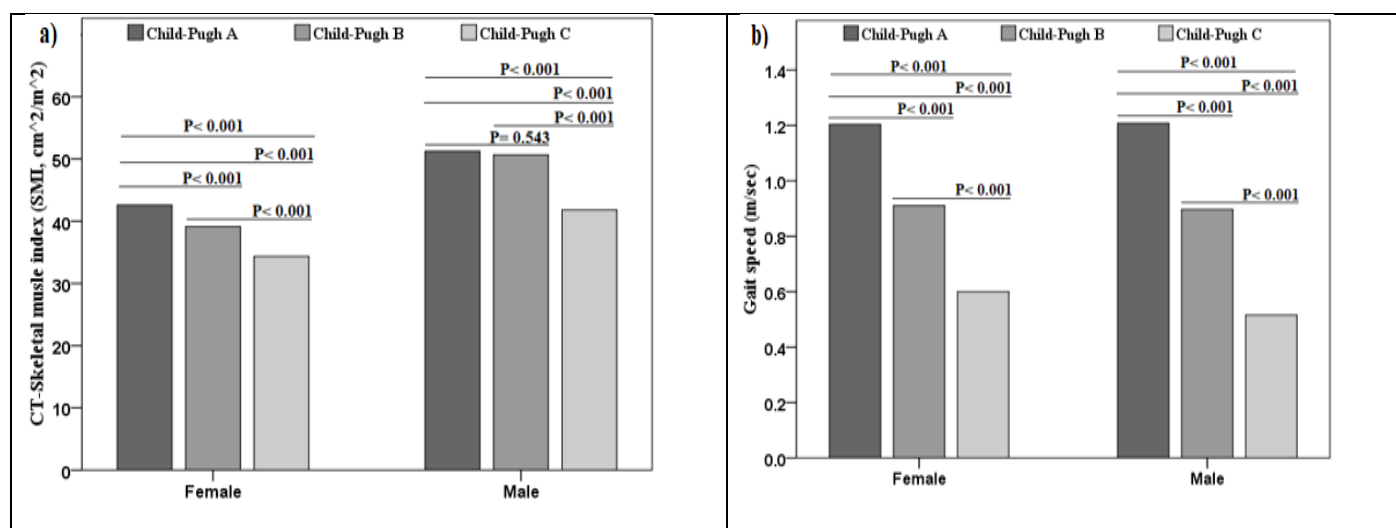 a)
Child-Pugh A Child-Pugh B Child-Pugh C
CT-Skeletal musle index (SMI, cm^2/m^2)
60
50
40
30
20
10
0
P< 0.001
P< 0.001
P< 0.001
P< 0.001
P< 0.001
P< 0.001
P< 0.001
P= 0.543
Female Male
b)
Child-Pugh A Child-Pugh B Child-Pugh C
Gait speed (m/sec)
1.4
1.2
1.0
0.8
0.6
0.4
0.2
0.0
P< 0.001
P< 0.001
P< 0.001
P< 0.001
P< 0.001
P< 0.001
P< 0.001
P< 0.001
Female Male